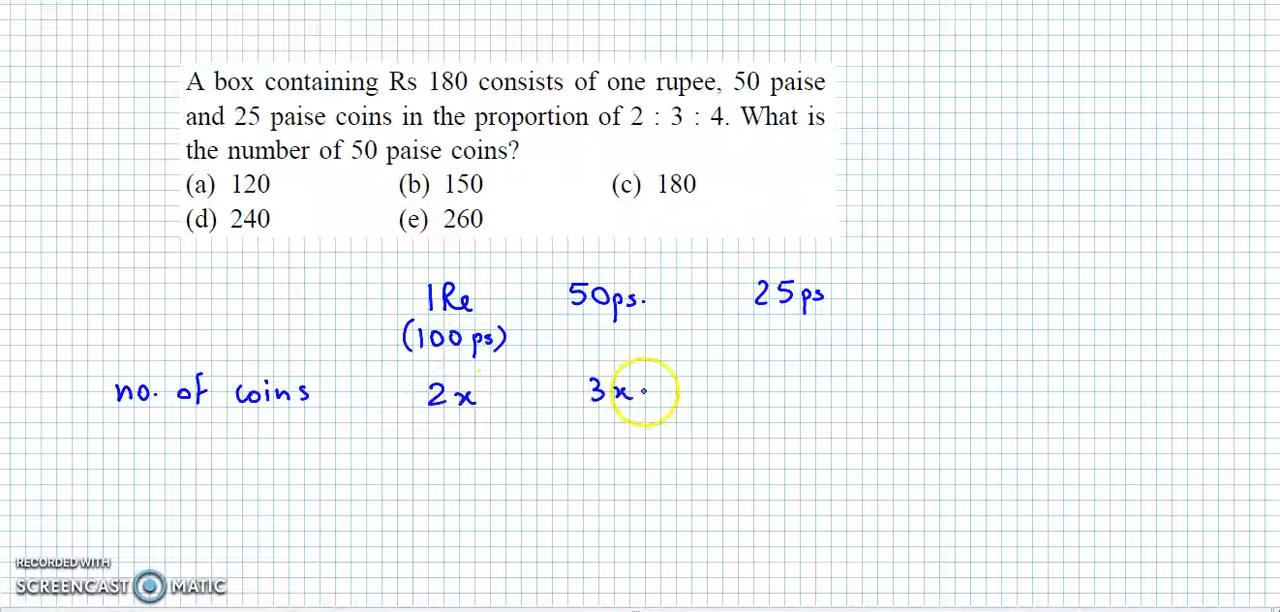 A box containing Rs 180 consists of one rupee, 50 paise
and 25 paise coins in the proportion of 2 : 3 : 4. What is
the number of 50 paise coins?
(a) 120 (b) 150 (c) 180
(d) 240 (e) 260
1Re 50ps. 25ps
(100 ps)
no. of coins 2x 3x
RECORDED WITH
SCREENCAST MATIC